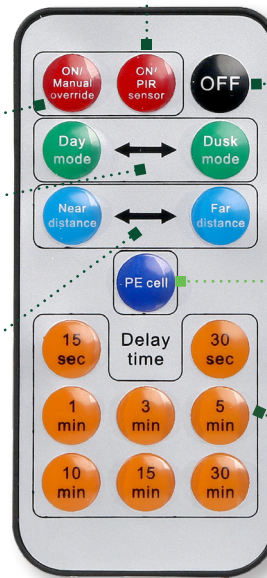 ON/ ON/ OFF
Manual PIR
override sensor
Day Dusk
mode mode
Near Far
distance distance
PE cell
15 Delay 30
sec time sec
1 3 5
min min min
10 15 30
min min min